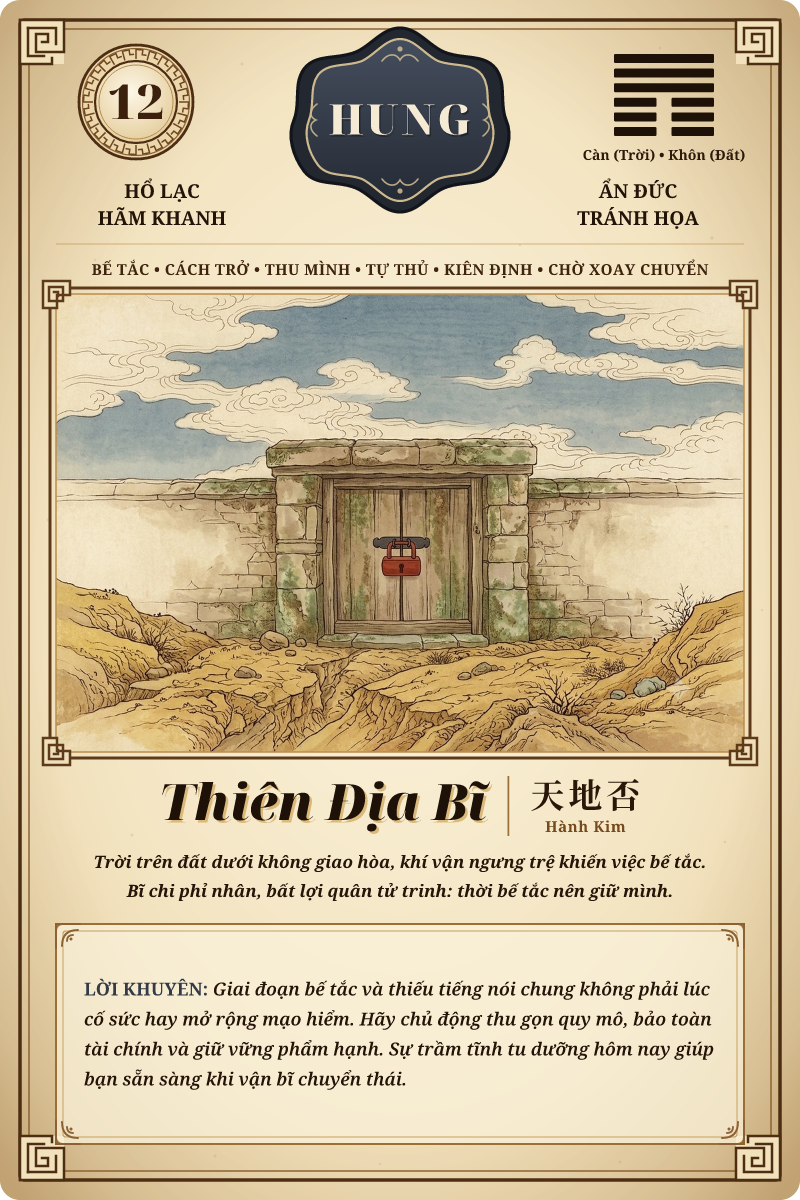 12
HUNG
Càn (Trời) • Khôn (Đất)
HỔ LẠC
HÃM KHANH
ẨN ĐỨC
TRÁNH HỌA
BẾ TẮC • CÁCH TRỞ • THU MÌNH • TỰ THỦ • KIÊN ĐỊNH • CHỜ XOAY CHUYỂN
Thiên Địa Bĩ
天地否
Hành Kim
Trời trên đất dưới không giao hòa, khí vận ngưng trệ khiến việc bế tắc.
Bĩ chi phỉ nhân, bất lợi quân tử trinh: thời bế tắc nên giữ mình.
LỜI KHUYÊN: Giai đoạn bế tắc và thiếu tiếng nói chung không phải lúc
cố sức hay mở rộng mạo hiểm. Hãy chủ động thu gọn quy mô, bảo toàn
tài chính và giữ vững phẩm hạnh. Sự trầm tĩnh tu dưỡng hôm nay giúp
bạn sẵn sàng khi vận bĩ chuyển thái.